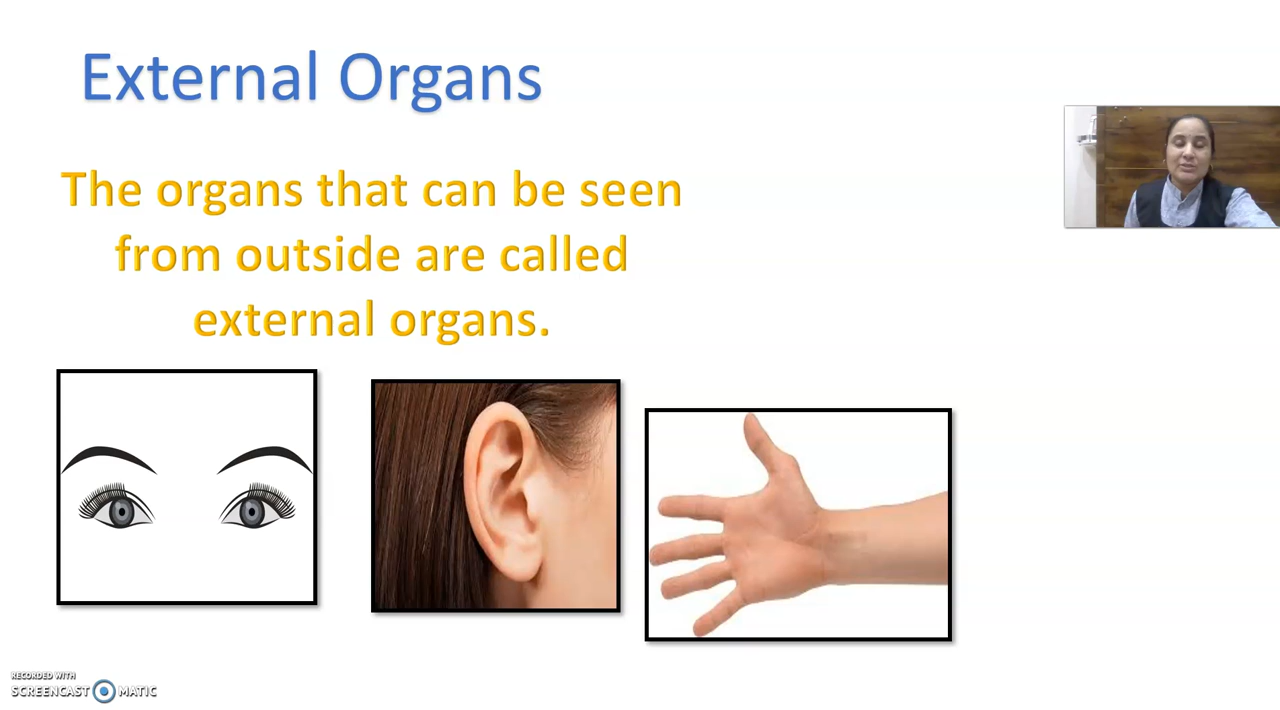 External Organs
The organs that can be seen
from outside are called
external organs.
RECORDED WITH
SCREENCAST MATIC